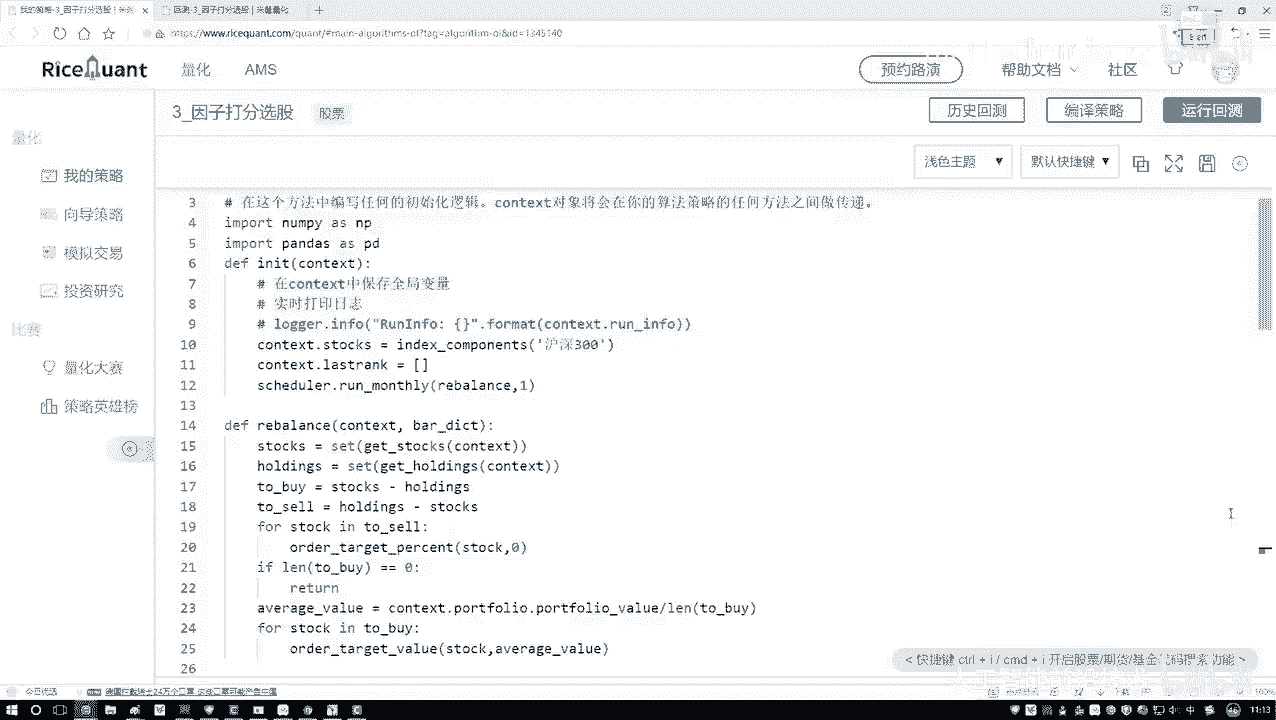 我的策略-3_因子打分选股 | 米筐
回测-3_因子打分选股 | 米筐量化
https://www.ricequant.com/quant/#main-algorithms-dl?tag=algorithm-dl&id=1345140
RiceQuant 量化 AMS 预约路演 帮助文档 社区
3_因子打分选股 股票 历史回测 编译策略 运行回测
量化
我的策略
向导策略
模拟交易
投资研究
比赛
量化大赛
策略英雄榜
浅色主题 默认快捷键
3 # 在这个方法中编写任何的初始化逻辑。context对象将会在你的算法策略的任何方法之间做传递。
4 import numpy as np
5 import pandas as pd
6 def init(context):
7 # 在context中保存全局变量
8 # 实时打印日志
9 # logger.info("RunInfo: {}".format(context.run_info))
10 context.stocks = index_components('沪深300')
11 context.lastrank = []
12 scheduler.run_monthly(rebalance,1)
13
14 def rebalance(context, bar_dict):
15 stocks = set(get_stocks(context))
16 holdings = set(get_holdings(context))
17 to_buy = stocks - holdings
18 to_sell = holdings - stocks
19 for stock in to_sell:
20 order_target_percent(stock,0)
21 if len(to_buy) == 0:
22 return
23 average_value = context.portfolio.portfolio_value/len(to_buy)
24 for stock in to_buy:
25 order_target_value(stock,average_value)
26
< 快捷键 ctrl + i / cmd + i 开启股票/期货/基金代码搜索功能 >
今日优选
100%
11:13